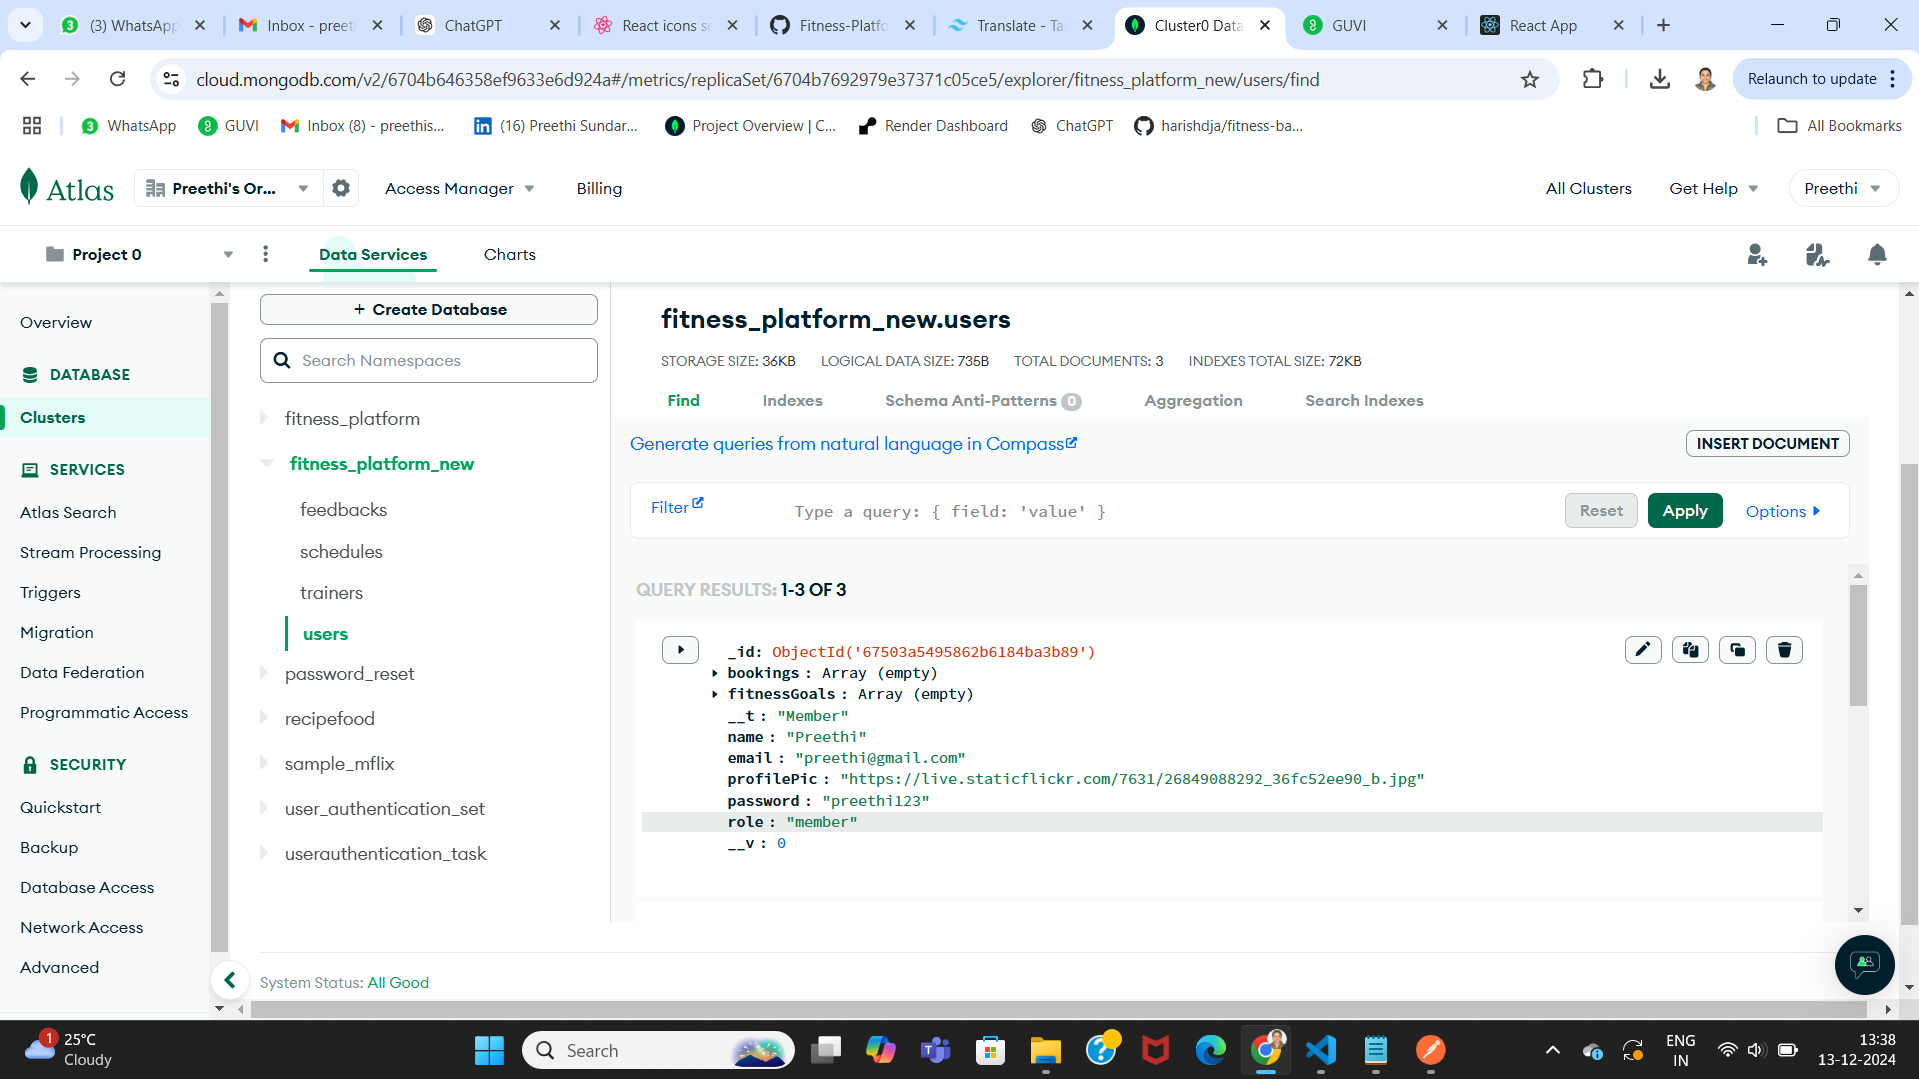 (3) WhatsApp
Inbox - preeth
ChatGPT
React icons se
Fitness-Platfo
Translate - Tai
Cluster0 Data
GUVI
React App
cloud.mongodb.com/v2/6704b646358ef9633e6d924a#/metrics/replicaSet/6704b7692979e37371c05ce5/explorer/fitness_platform_new/users/find
Relaunch to update
3 WhatsApp
GUVI
Inbox (8) - preethis...
(16) Preethi Sundar...
Project Overview | C...
Render Dashboard
ChatGPT
harishdja/fitness-ba...
All Bookmarks
Atlas
Preethi's Or...
Access Manager
Billing
All Clusters
Get Help
Preethi
Project 0
Data Services
Charts
Overview
DATABASE
Clusters
SERVICES
Atlas Search
Stream Processing
Triggers
Migration
Data Federation
Programmatic Access
SECURITY
Quickstart
Backup
Database Access
Network Access
Advanced
+ Create Database
Search Namespaces
fitness_platform
fitness_platform_new
feedbacks
schedules
trainers
users
password_reset
recipefood
sample_mflix
user_authentication_set
userauthentication_task
fitness_platform_new.users
STORAGE SIZE: 36KB LOGICAL DATA SIZE: 735B TOTAL DOCUMENTS: 3 INDEXES TOTAL SIZE: 72KB
Find
Indexes
Schema Anti-Patterns 0
Aggregation
Search Indexes
Generate queries from natural language in Compass
INSERT DOCUMENT
Filter
Type a query: { field: 'value' }
Reset
Apply
Options
QUERY RESULTS: 1-3 OF 3
_id: ObjectId('67503a5495862b6184ba3b89')
bookings : Array (empty)
fitnessGoals : Array (empty)
__t : "Member"
name : "Preethi"
email : "preethi@gmail.com"
profilePic : "https://live.staticflickr.com/7631/26849088292_36fc52ee90_b.jpg"
password : "preethi123"
role : "member"
__v : 0
System Status: All Good
1
25°C
Cloudy
Search
ENG
IN
13:38
13-12-2024